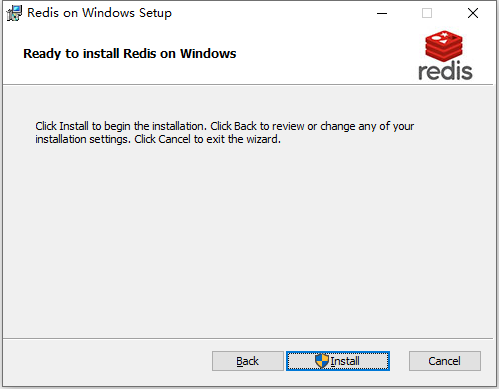 Redis on Windows Setup
Ready to install Redis on Windows
redis
Click Install to begin the installation. Click Back to review or change any of your
installation settings. Click Cancel to exit the wizard.
Back
Install
Cancel